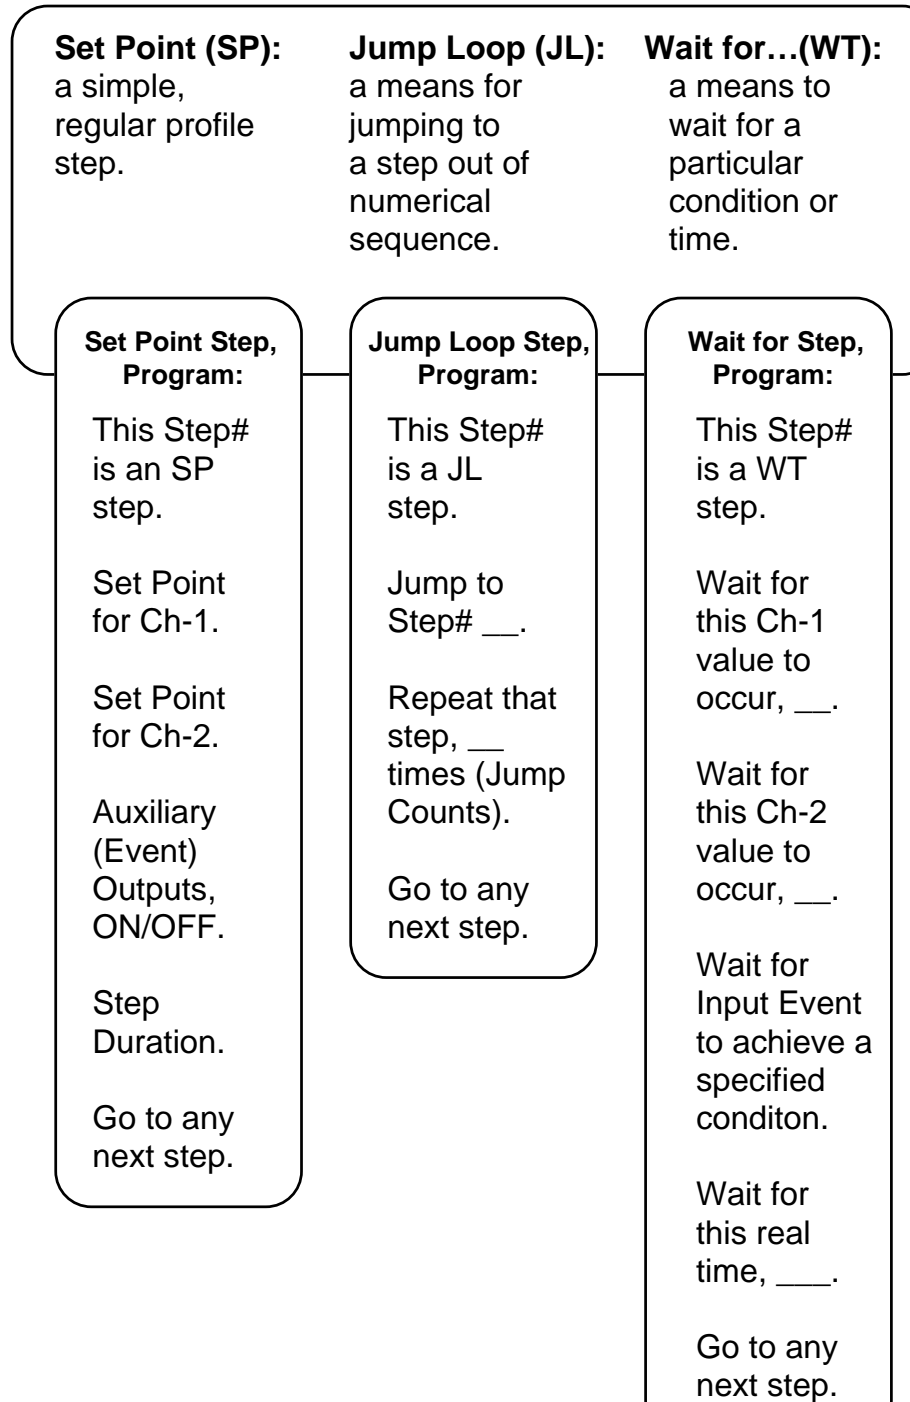 Set Point (SP):
a simple,
regular profile
step.
Jump Loop (JL):
a means for
jumping to
a step out of
numerical
sequence.
Wait for…(WT):
a means to
wait for a
particular
condition or
time.
Set Point Step,
Program:
This Step#
is an SP
step.
Set Point
for Ch-1.
Set Point
for Ch-2.
Auxiliary
(Event)
Outputs,
ON/OFF.
Step
Duration.
Go to any
next step.
Jump Loop Step,
Program:
This Step#
is a JL
step.
Jump to
Step# __.
Repeat that
step, __
times (Jump
Counts).
Go to any
next step.
Wait for Step,
Program:
This Step#
is a WT
step.
Wait for
this Ch-1
value to
occur, __.
Wait for
this Ch-2
value to
occur, __.
Wait for
Input Event
to achieve a
specified
conditon.
Wait for
this real
time, ___.
Go to any
next step.